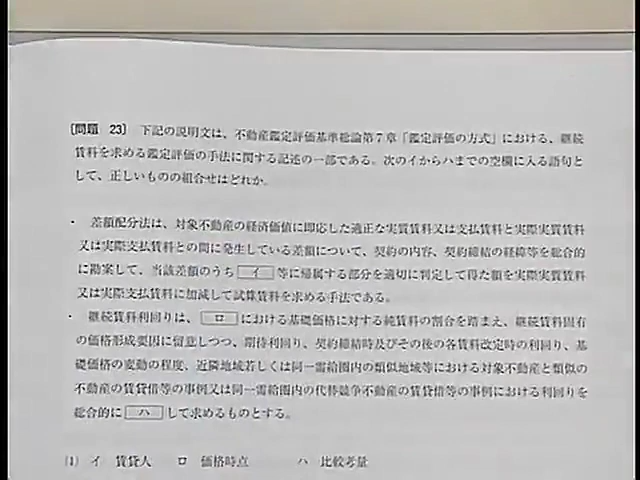 〔問題 23〕 下記の説明文は、不動産鑑定評価基準総論第7章「鑑定評価の方式」における、継続
賃料を求める鑑定評価の手法に関する記述の一部である。次のイからハまでの空欄に入る語句と
して、正しいものの組合せはどれか。
・ 差額配分法は、対象不動産の経済価値に即応した適正な実質賃料又は支払賃料と実際実質賃料
又は実際支払賃料との間に発生している差額について、契約の内容、契約締結の経緯等を総合的
に勘案して、当該差額のうち イ 等に帰属する部分を適切に判定して得た額を実際実質賃料
又は実際支払賃料に加減して試算賃料を求める手法である。
・ 継続賃料利回りは、 ロ における基礎価格に対する純賃料の割合を踏まえ、継続賃料固有
の価格形成要因に留意しつつ、期待利回り、契約締結時及びその後の各賃料改定時の利回り、基
礎価格の変動の程度、近隣地域若しくは同一需給圏内の類似地域等における対象不動産と類似の
不動産の賃貸借等の事例又は同一需給圏内の代替競争不動産の賃貸借等の事例における利回りを
総合的に ハ して求めるものとする。
(1) イ 賃貸人 ロ 価格時点 ハ 比較考量